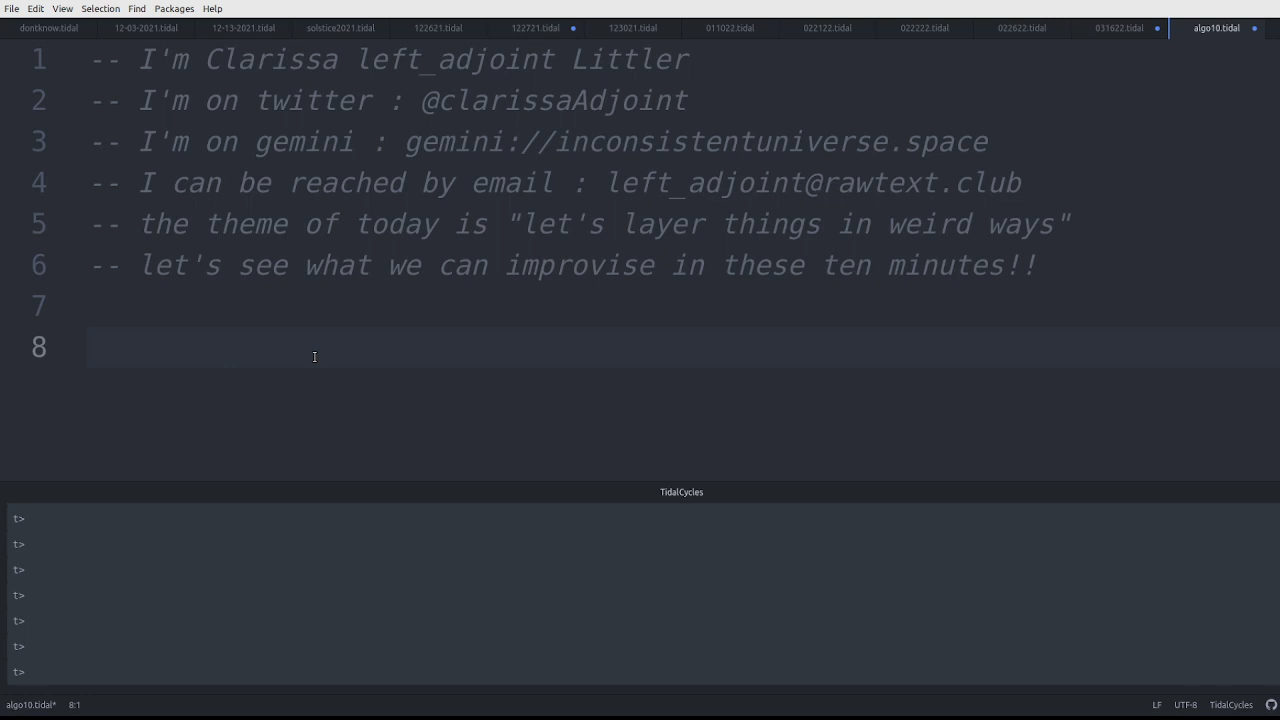 File Edit View Selection Find Packages Help
dontknow.tidal 12-03-2021.tidal 12-13-2021.tidal solstice2021.tidal 122621.tidal 122721.tidal 123021.tidal 011022.tidal 022122.tidal 022222.tidal 022622.tidal 031622.tidal algo10.tidal
1 -- I'm Clarissa left_adjoint Littler
2 -- I'm on twitter : @clarissaAdjoint
3 -- I'm on gemini : gemini://inconsistentuniverse.space
4 -- I can be reached by email : left_adjoint@rawtext.club
5 -- the theme of today is "let's layer things in weird ways"
6 -- let's see what we can improvise in these ten minutes!!
7
8
TidalCycles
t>
t>
t>
t>
t>
t>
t>
algo10.tidal* 8:1 LF UTF-8 TidalCycles